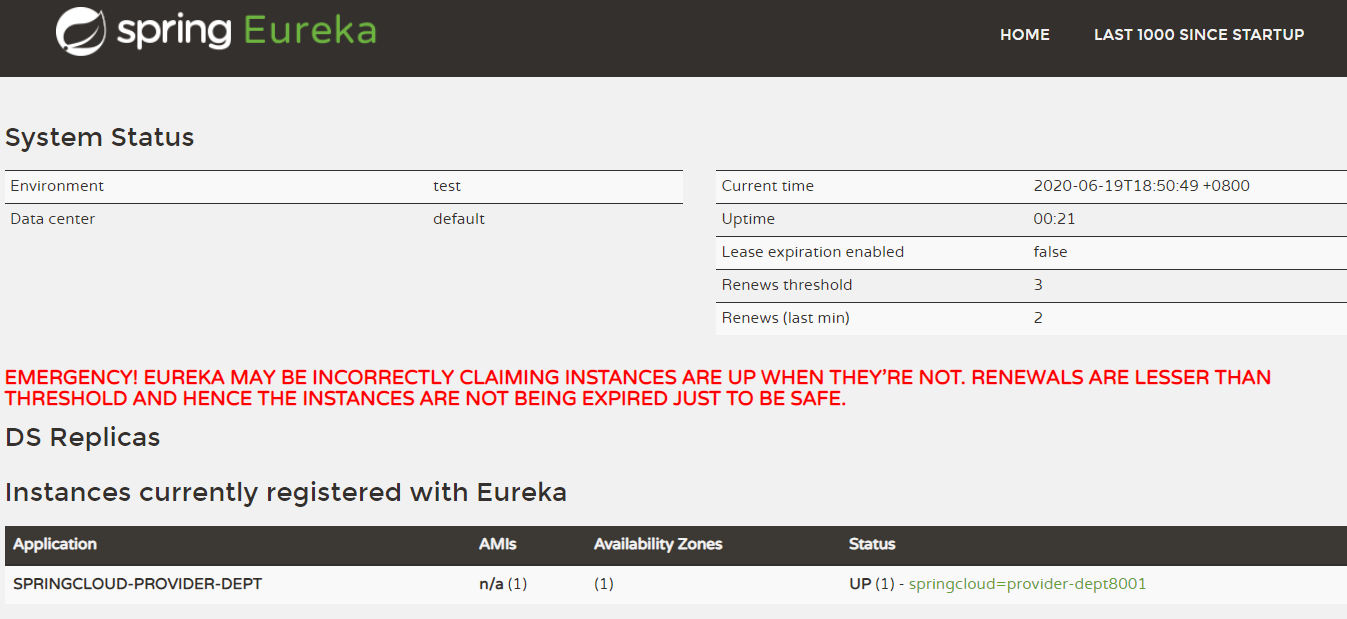 spring Eureka
HOME LAST 1000 SINCE STARTUP
System Status
Environment test
Data center default
Current time 2020-06-19T18:50:49 +0800
Uptime 00:21
Lease expiration enabled false
Renews threshold 3
Renews (last min) 2
EMERGENCY! EUREKA MAY BE INCORRECTLY CLAIMING INSTANCES ARE UP WHEN THEY'RE NOT. RENEWALS ARE LESSER THAN
THRESHOLD AND HENCE THE INSTANCES ARE NOT BEING EXPIRED JUST TO BE SAFE.
DS Replicas
Instances currently registered with Eureka
Application AMIs Availability Zones Status
SPRINGCLOUD-PROVIDER-DEPT n/a (1) (1) UP (1) - springcloud=provider-dept8001